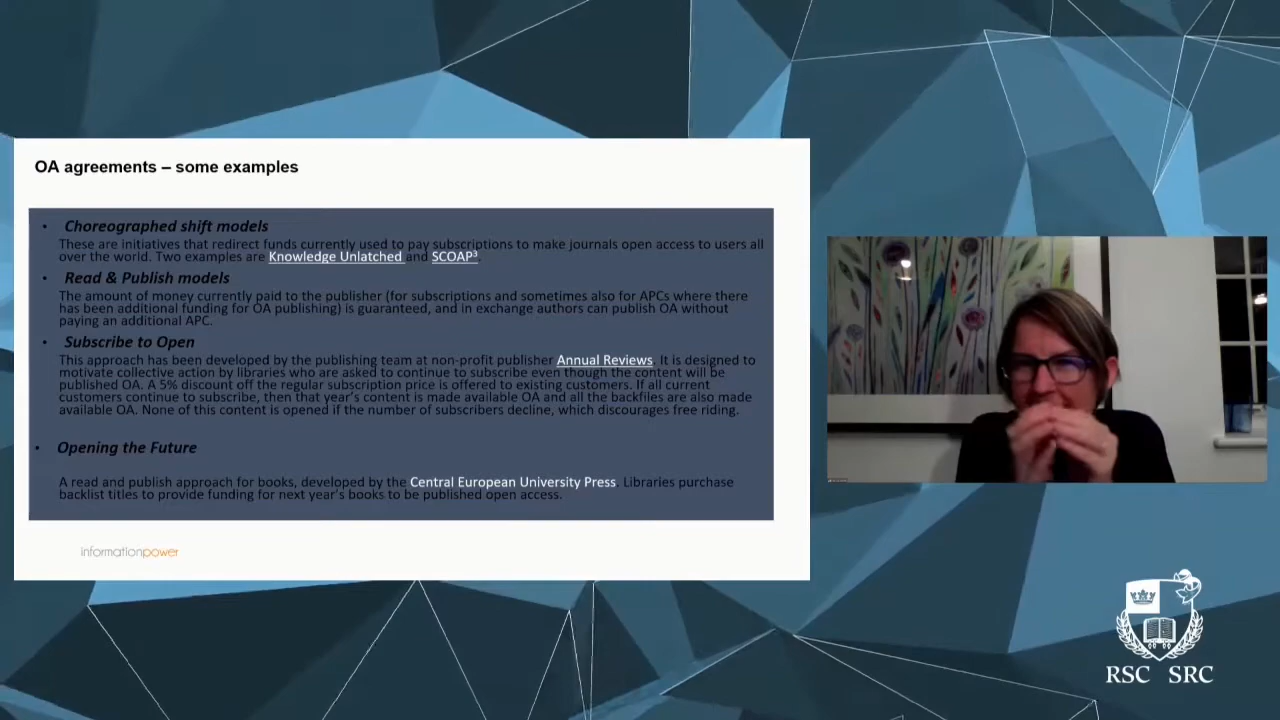 OA agreements – some examples
• Choreographed shift models
These are initiatives that redirect funds currently used to pay subscriptions to make journals open access to users all
over the world. Two examples are Knowledge Unlatched and SCOAP³.
• Read & Publish models
The amount of money currently paid to the publisher (for subscriptions and sometimes also for APCs where there
has been additional funding for OA publishing) is guaranteed, and in exchange authors can publish OA without
paying an additional APC.
• Subscribe to Open
This approach has been developed by the publishing team at non-profit publisher Annual Reviews. It is designed to
motivate collective action by libraries who are asked to continue to subscribe even though the content will be
published OA. A 5% discount off the regular subscription price is offered to existing customers. If all current
customers continue to subscribe, then that year's content is made available OA and all the backfiles are also made
available OA. None of this content is opened if the number of subscribers decline, which discourages free riding.
• Opening the Future
A read and publish approach for books, developed by the Central European University Press. Libraries purchase
backlist titles to provide funding for next year's books to be published open access.
informationpower
RSC SRC